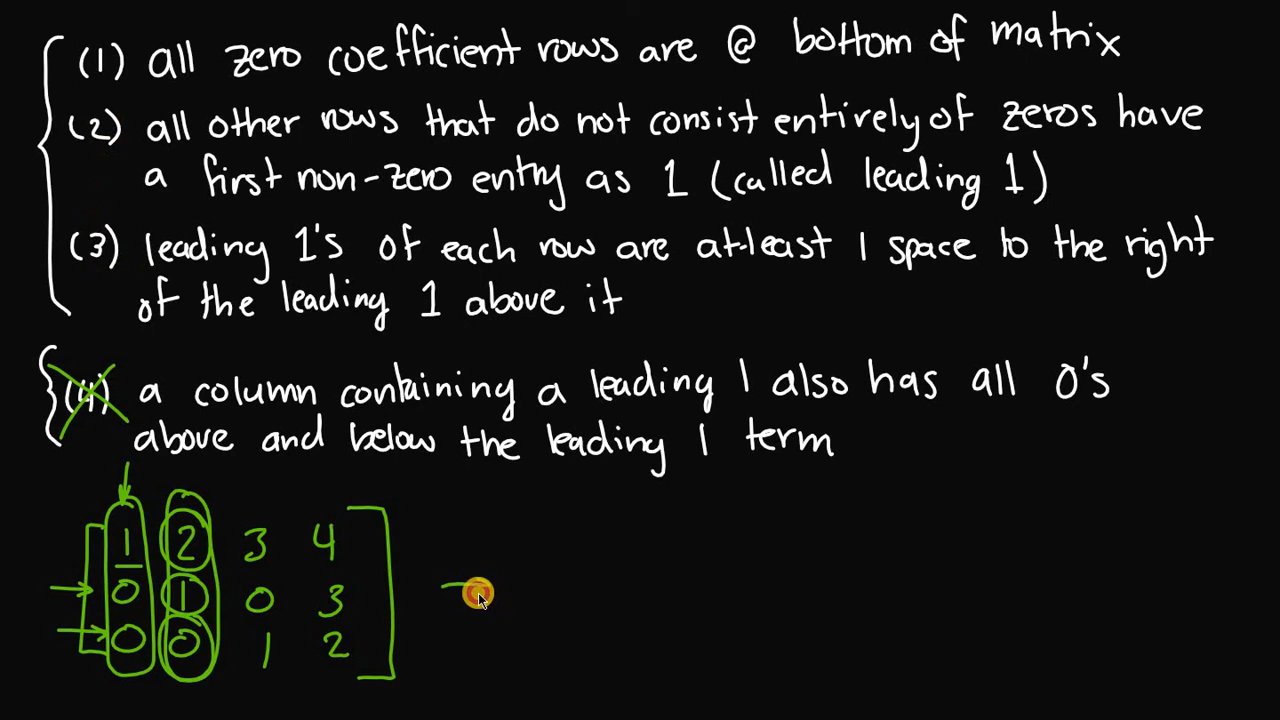 (1) all zero coefficient rows are @ bottom of matrix
(2) all other rows that do not consist entirely of zeros have
a first non-zero entry as 1 (called leading 1)
(3) leading 1's of each row are at-least 1 space to the right
of the leading 1 above it
(4) a column containing a leading 1 also has all 0's
above and below the leading 1 term
1 2 3 4
0 1 0 3
0 0 1 2